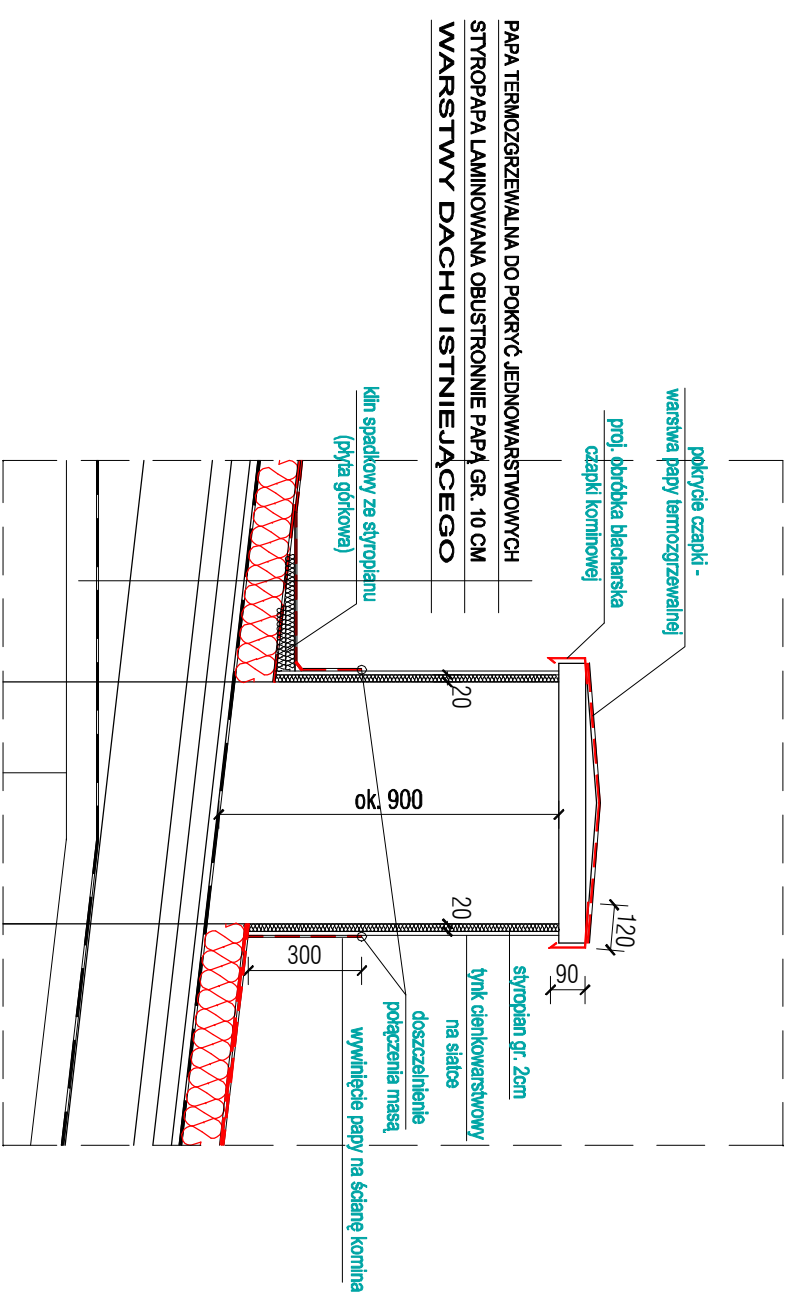 PAPA TERMOZGRZEWALNA DO POKRYĆ JEDNOWARSTWOWYCH
STYROPAPA LAMINOWANA OBUSTRONNIE PAPĄ GR. 10 CM
WARSTWY DACHU ISTNIEJĄCEGO
pokrycie czapki -
warstwa papy termozgrzewalnej
proj. obróbka blacharska
czapki kominowej
klin spadkowy ze styropianu
(płyta górkowa)
20
ok. 900
20
120
90
300
styropian gr. 2cm
tynk cienkowarstwowy
na siatce
doszczelnienie
połączenia masą
wywinięcie papy na ścianę komina